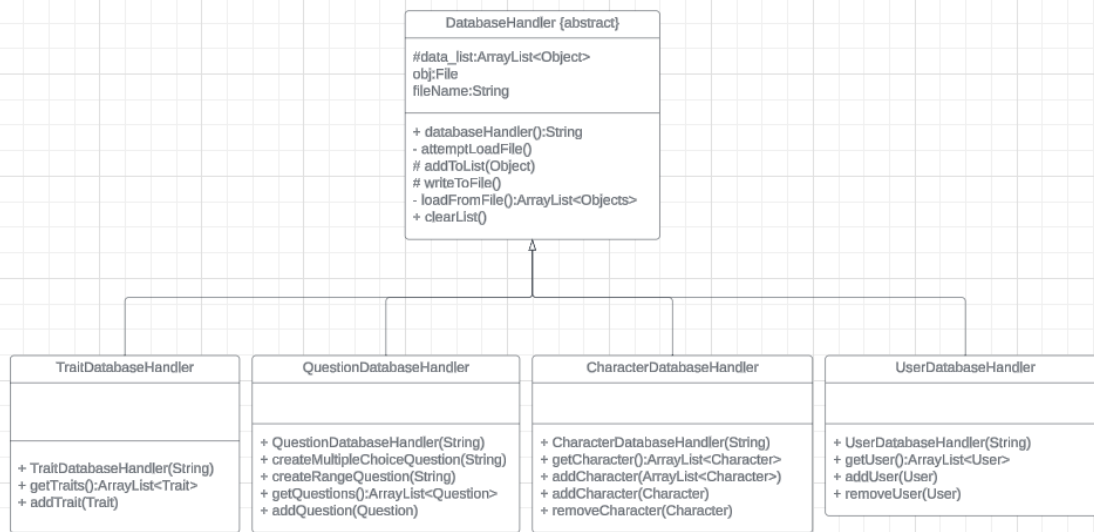 DatabaseHandler {abstract}
#data_list:ArrayList<Object>
obj:File
fileName:String
+ databaseHandler():String
- attemptLoadFile()
# addToList(Object)
# writeToFile()
- loadFromFile():ArrayList<Objects>
+ clearList()
TraitDatabaseHandler
+ TraitDatabaseHandler(String)
+ getTraits():ArrayList<Trait>
+ addTrait(Trait)
QuestionDatabaseHandler
+ QuestionDatabaseHandler(String)
+ createMultipleChoiceQuestion(String)
+ createRangeQuestion(String)
+ getQuestions():ArrayList<Question>
+ addQuestion(Question)
CharacterDatabaseHandler
+ CharacterDatabaseHandler(String)
+ getCharacter():ArrayList<Character>
+ addCharacter(ArrayList<Character>)
+ addCharacter(Character)
+ removeCharacter(Character)
UserDatabaseHandler
+ UserDatabaseHandler(String)
+ getUser():ArrayList<User>
+ addUser(User)
+ removeUser(User)